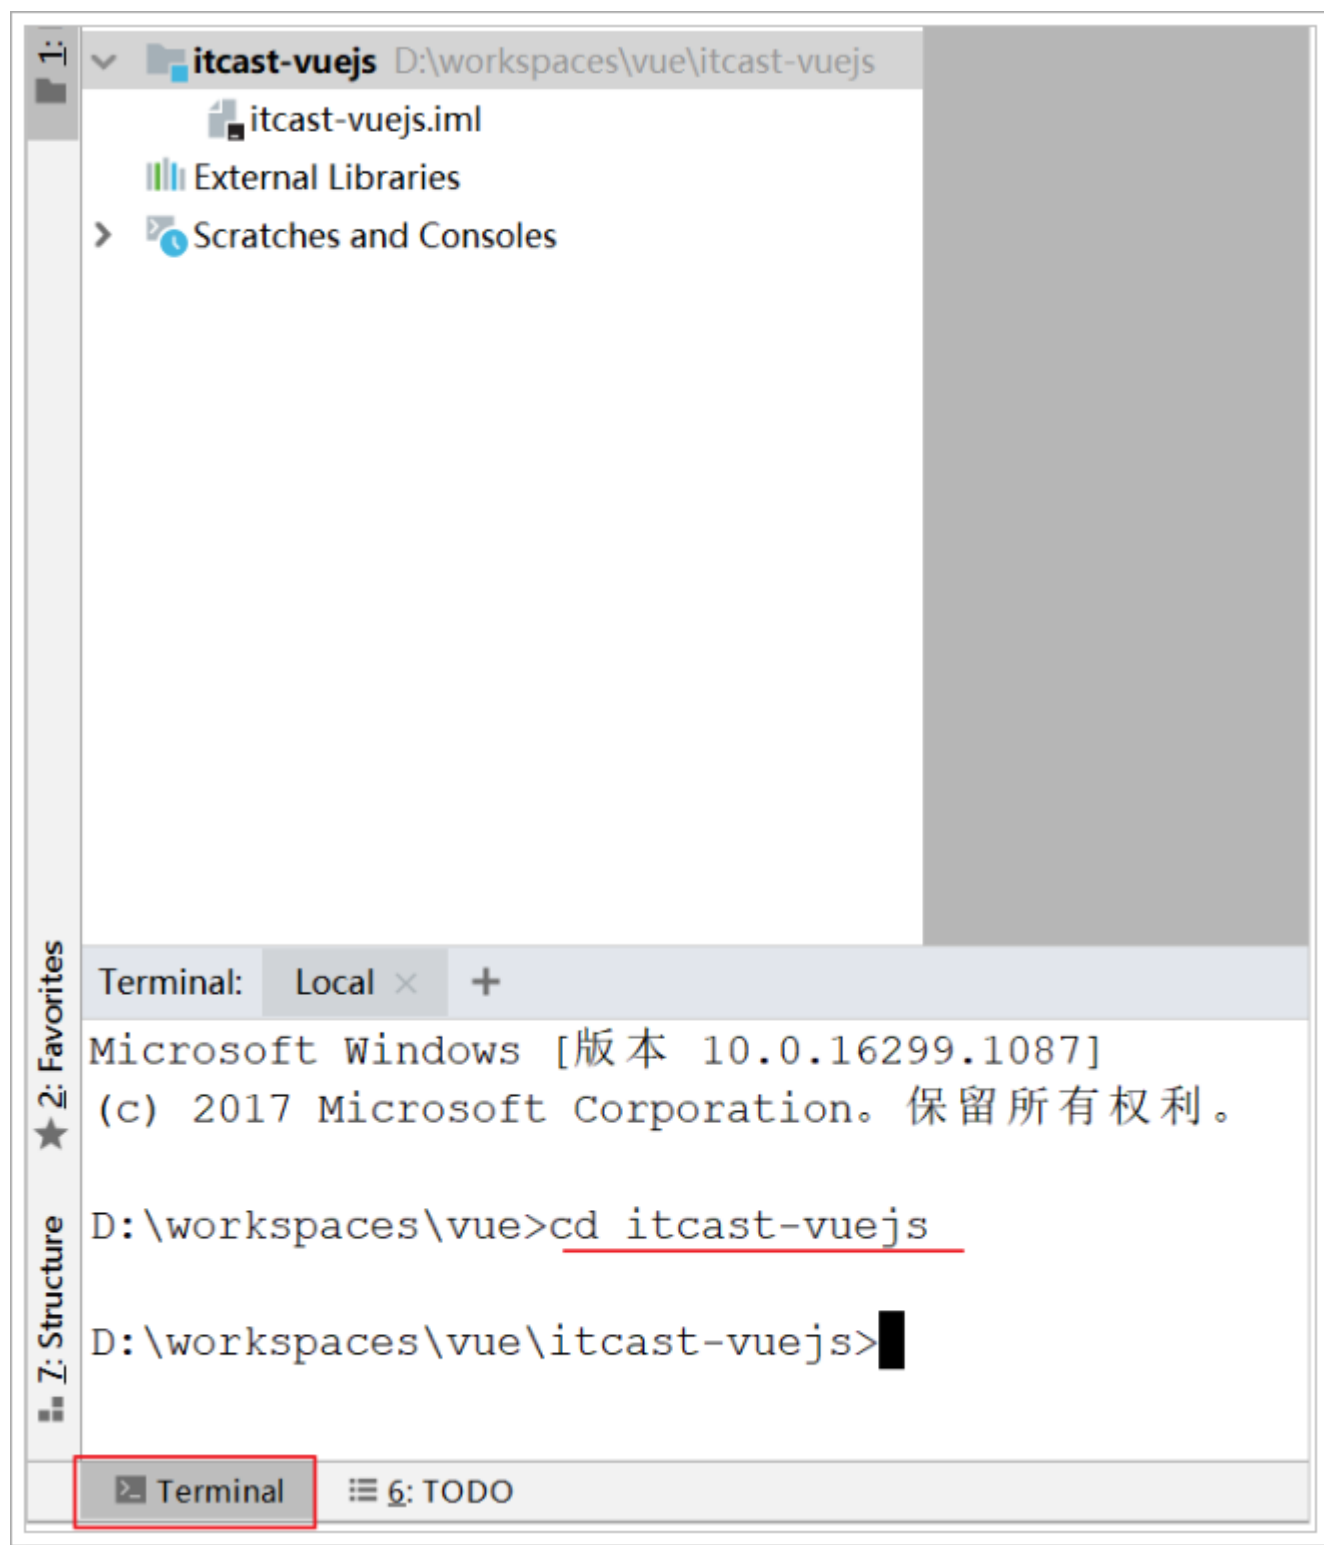 1:
itcast-vuejs D:\workspaces\vue\itcast-vuejs
itcast-vuejs.iml
External Libraries
Scratches and Consoles
2: Favorites
7: Structure
Terminal: Local × +
Microsoft Windows [版本 10.0.16299.1087]
(c) 2017 Microsoft Corporation。保留所有权利。
D:\workspaces\vue>cd itcast-vuejs
D:\workspaces\vue\itcast-vuejs>
Terminal 6: TODO